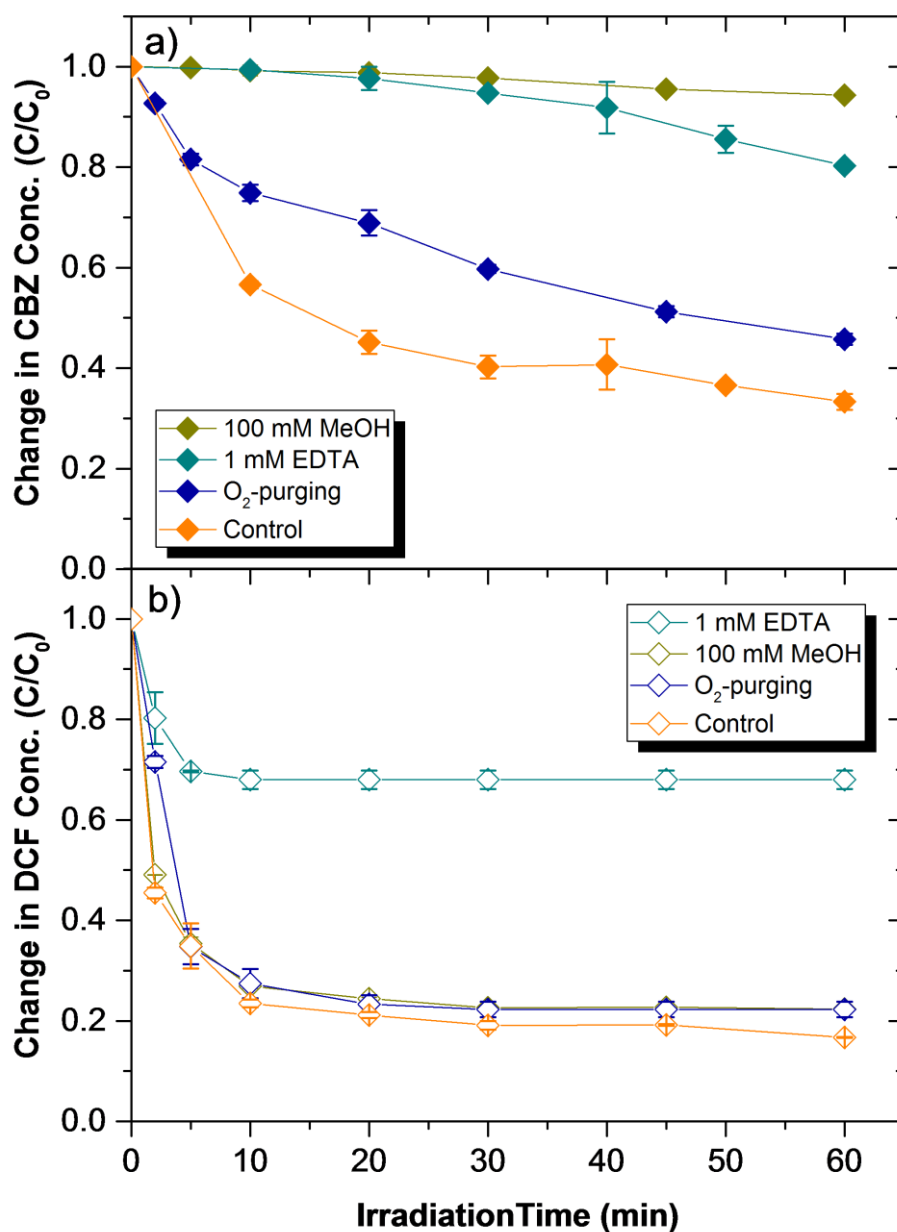 a)
Change in CBZ Conc. (C/C₀)
1.0
0.8
0.6
0.4
0.2
0.0
100 mM MeOH
1 mM EDTA
O₂-purging
Control
b)
Change in DCF Conc. (C/C₀)
1.0
0.8
0.6
0.4
0.2
0.0
1 mM EDTA
100 mM MeOH
O₂-purging
Control
0 10 20 30 40 50 60
IrradiationTime (min)